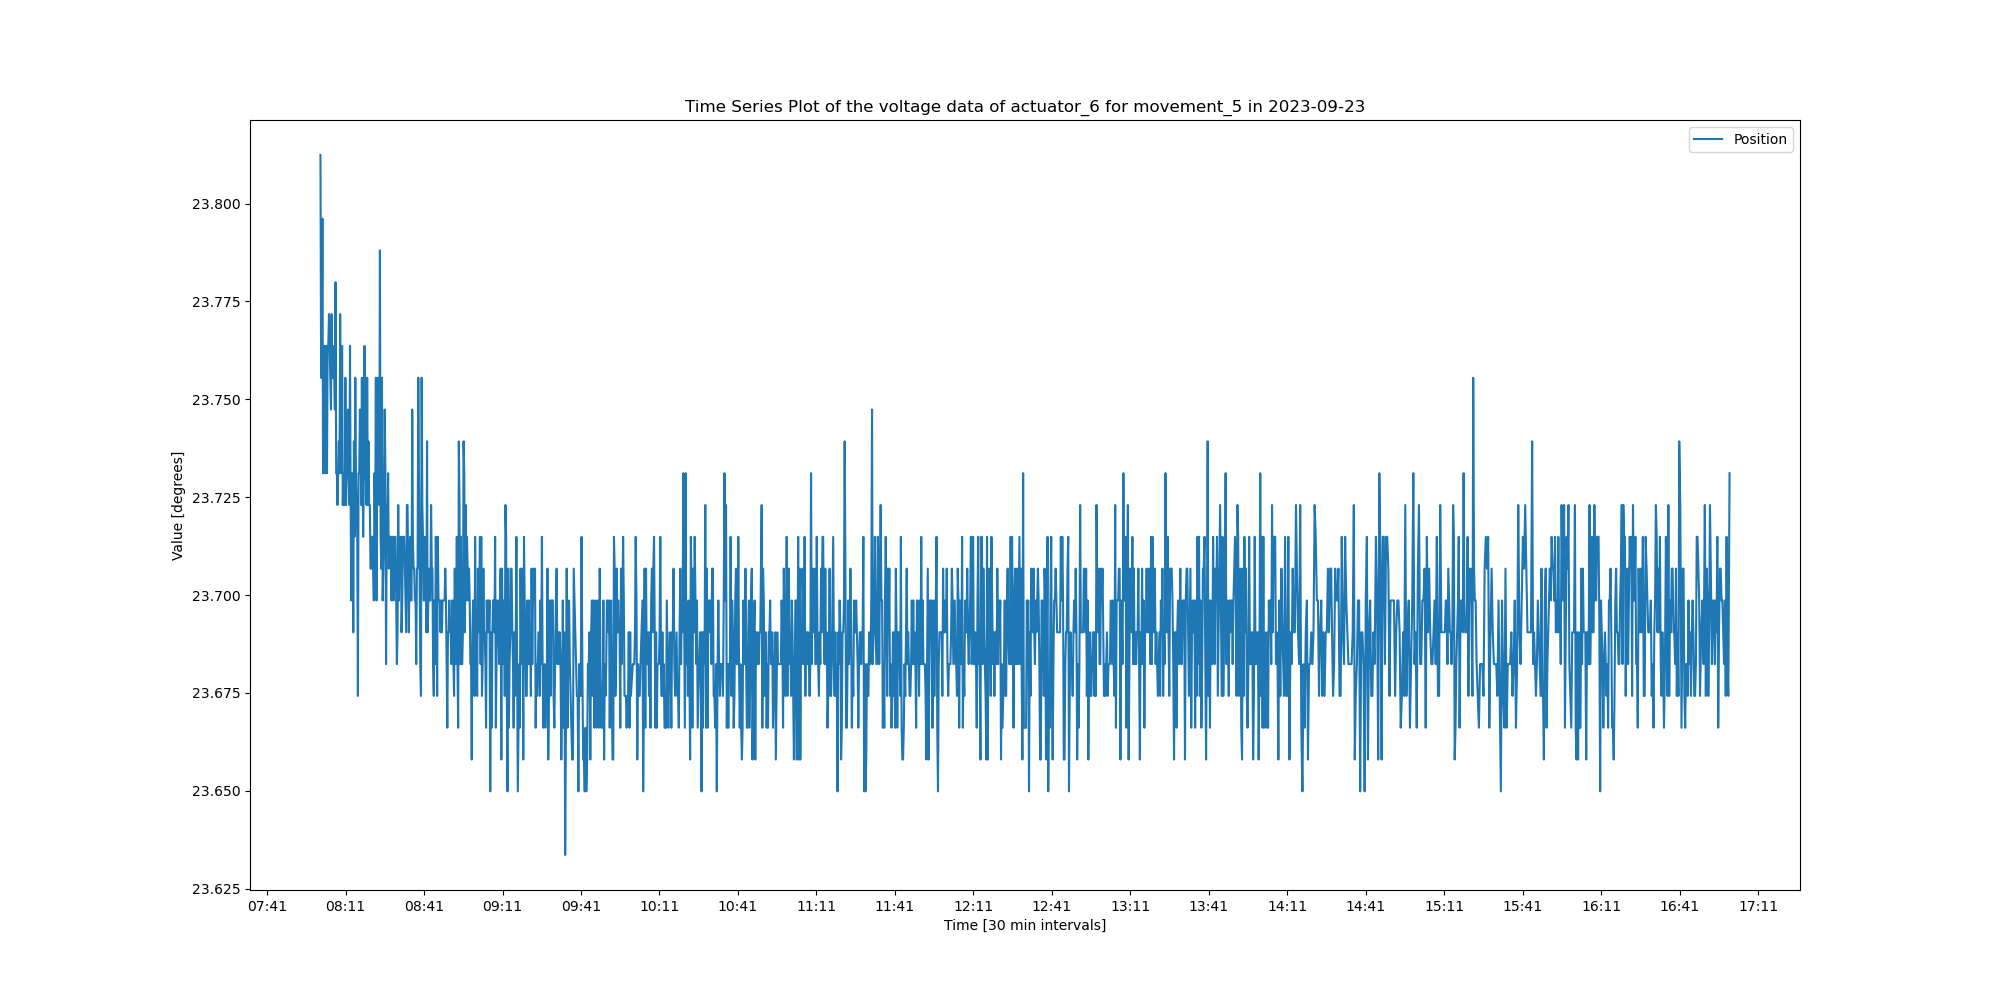 Time Series Plot of the voltage data of actuator_6 for movement_5 in 2023-09-23
Position
23.800
23.775
23.750
23.725
23.700
23.675
23.650
23.625
Value [degrees]
07:41 08:11 08:41 09:11 09:41 10:11 10:41 11:11 11:41 12:11 12:41 13:11 13:41 14:11 14:41 15:11 15:41 16:11 16:41 17:11
Time [30 min intervals]